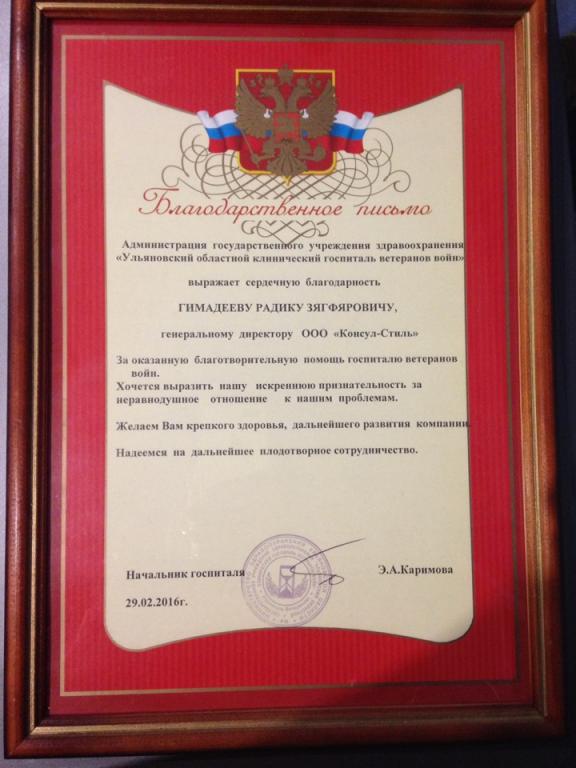 Благодарственное письмо
Администрация государственного учреждения здравоохранения
«Ульяновский областной клинический госпиталь ветеранов войн»
выражает сердечную благодарность
ГИМАДЕЕВУ РАДИКУ ЗЯГФЯРОВИЧУ,
генеральному директору ООО «Консул-Стиль»
За оказанную благотворительную помощь госпиталю ветеранов
войн.
Хочется выразить нашу искреннюю признательность за
неравнодушное отношение к нашим проблемам.
Желаем Вам крепкого здоровья, дальнейшего развития компании.
Надеемся на дальнейшее плодотворное сотрудничество.
Начальник госпиталя Э.А.Каримова
29.02.2016г.